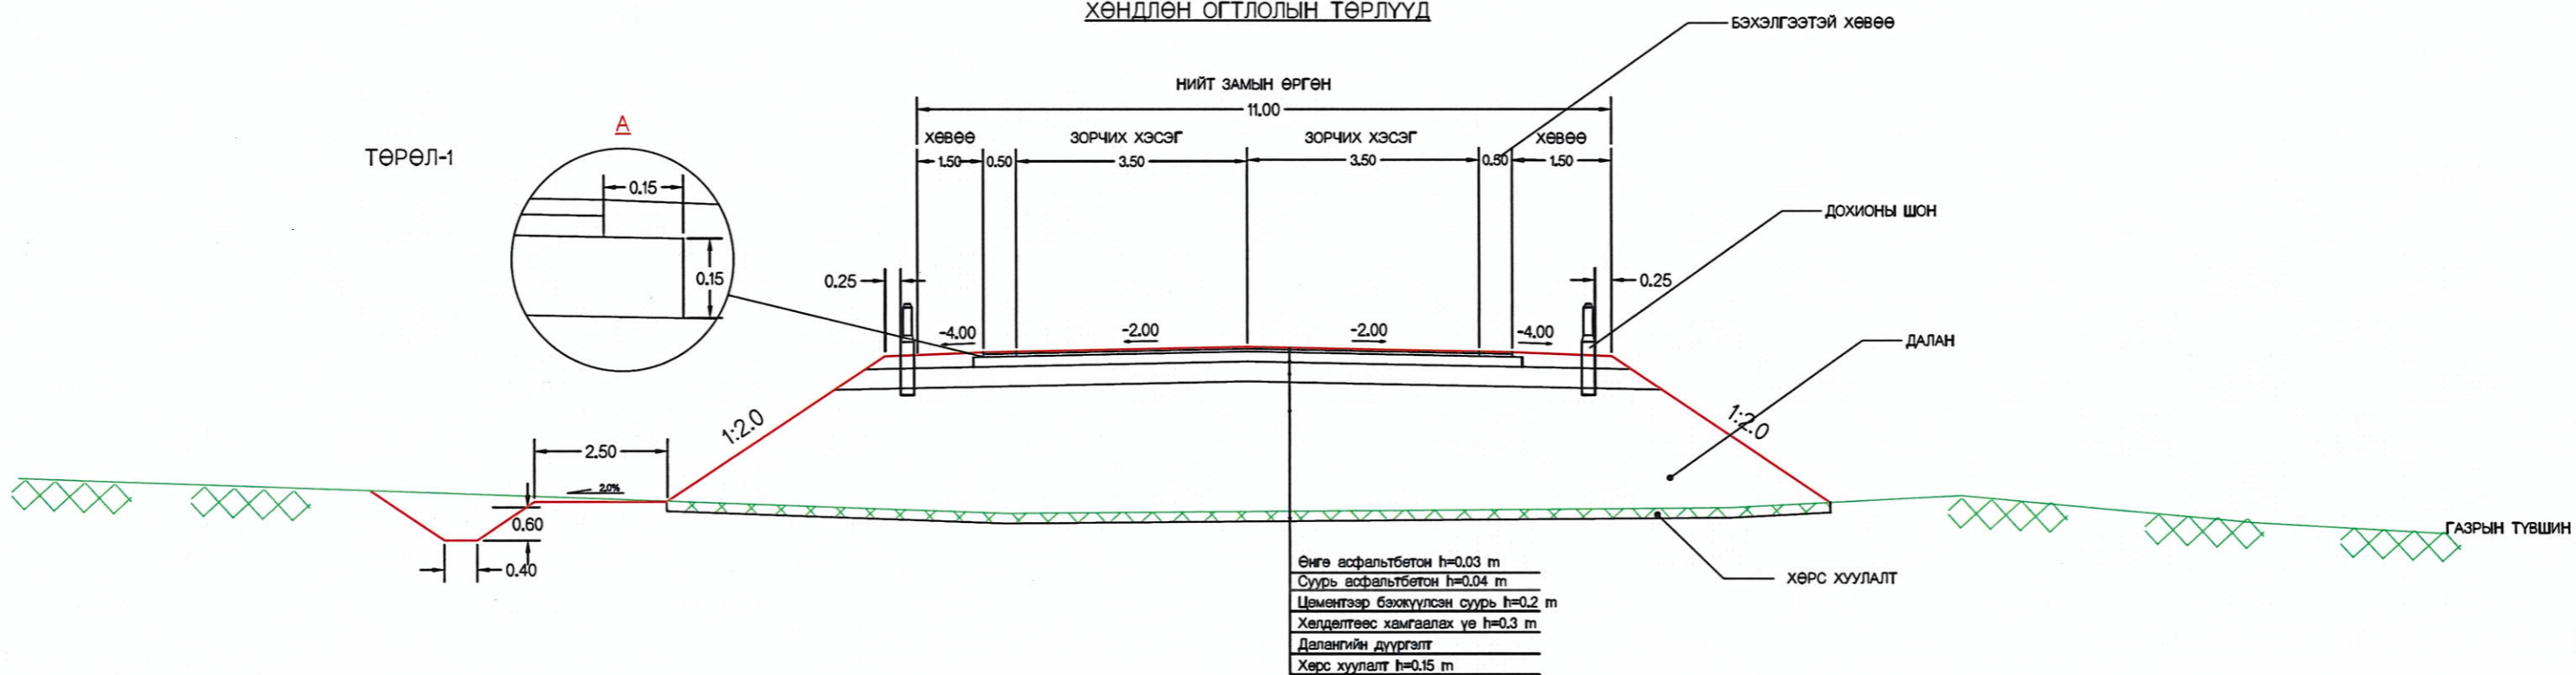 ХӨНДЛӨН ОГТЛОЛЫН ТӨРЛҮҮД
БЭХЭЛГЭЭТЭЙ ХӨВӨӨ
НИЙТ ЗАМЫН ӨРГӨН
11.00
А
ТӨРӨЛ-1
ХӨВӨӨ ЗОРЧИХ ХЭСЭГ ЗОРЧИХ ХЭСЭГ ХӨВӨӨ
1.50 0.50 3.50 3.50 0.50 1.50
0.15
0.15
ДОХИОНЫ ШОН
0.25 0.25
-4.00 -2.00 -2.00 -4.00
ДАЛАН
1:2.0 1:2.0
2.50
2.0%
0.60
0.40
ГАЗРЫН ТҮВШИН
ХӨРС ХУУЛАЛТ
Өнгө асфальтбетон h=0.03 m
Суурь асфальтбетон h=0.04 m
Цементээр бэхжүүлсэн суурь h=0.2 m
Хөлдөлтөөс хамгаалах үе h=0.3 m
Далангийн дүүргэлт
Хөрс хуулалт h=0.15 m